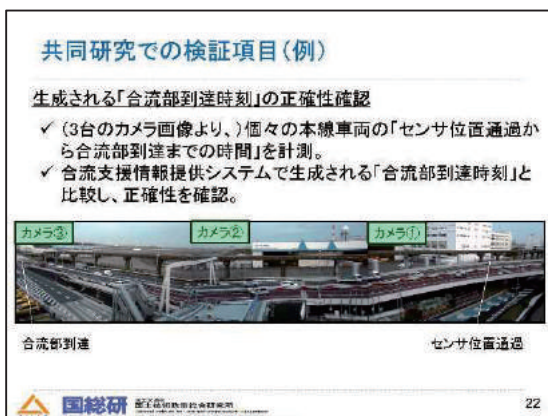 共同研究での検証項目（例）
生成される「合流部到達時刻」の正確性確認
✓ （3台のカメラ画像より、）個々の本線車両の「センサ位置通過か
ら合流部到達までの時間」を計測。
✓ 合流支援情報提供システムで生成される「合流部到達時刻」と
比較し、正確性を確認。
カメラ③
カメラ②
カメラ①
合流部到達
センサ位置通過
国総研
22